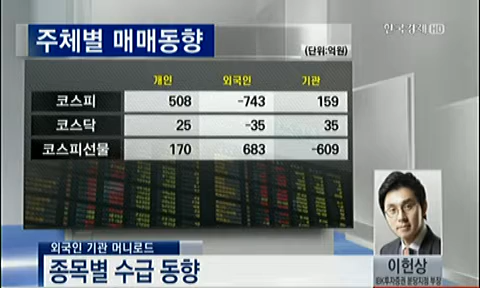 주체별 매매동향
한국경제 HD
(단위:억원)
개인 외국인 기관
코스피 508 -743 159
코스닥 25 -35 35
코스피선물 170 683 -609
외국인 기관 머니로드
종목별 수급 동향
이헌상
IBK투자증권 분당지점 부장